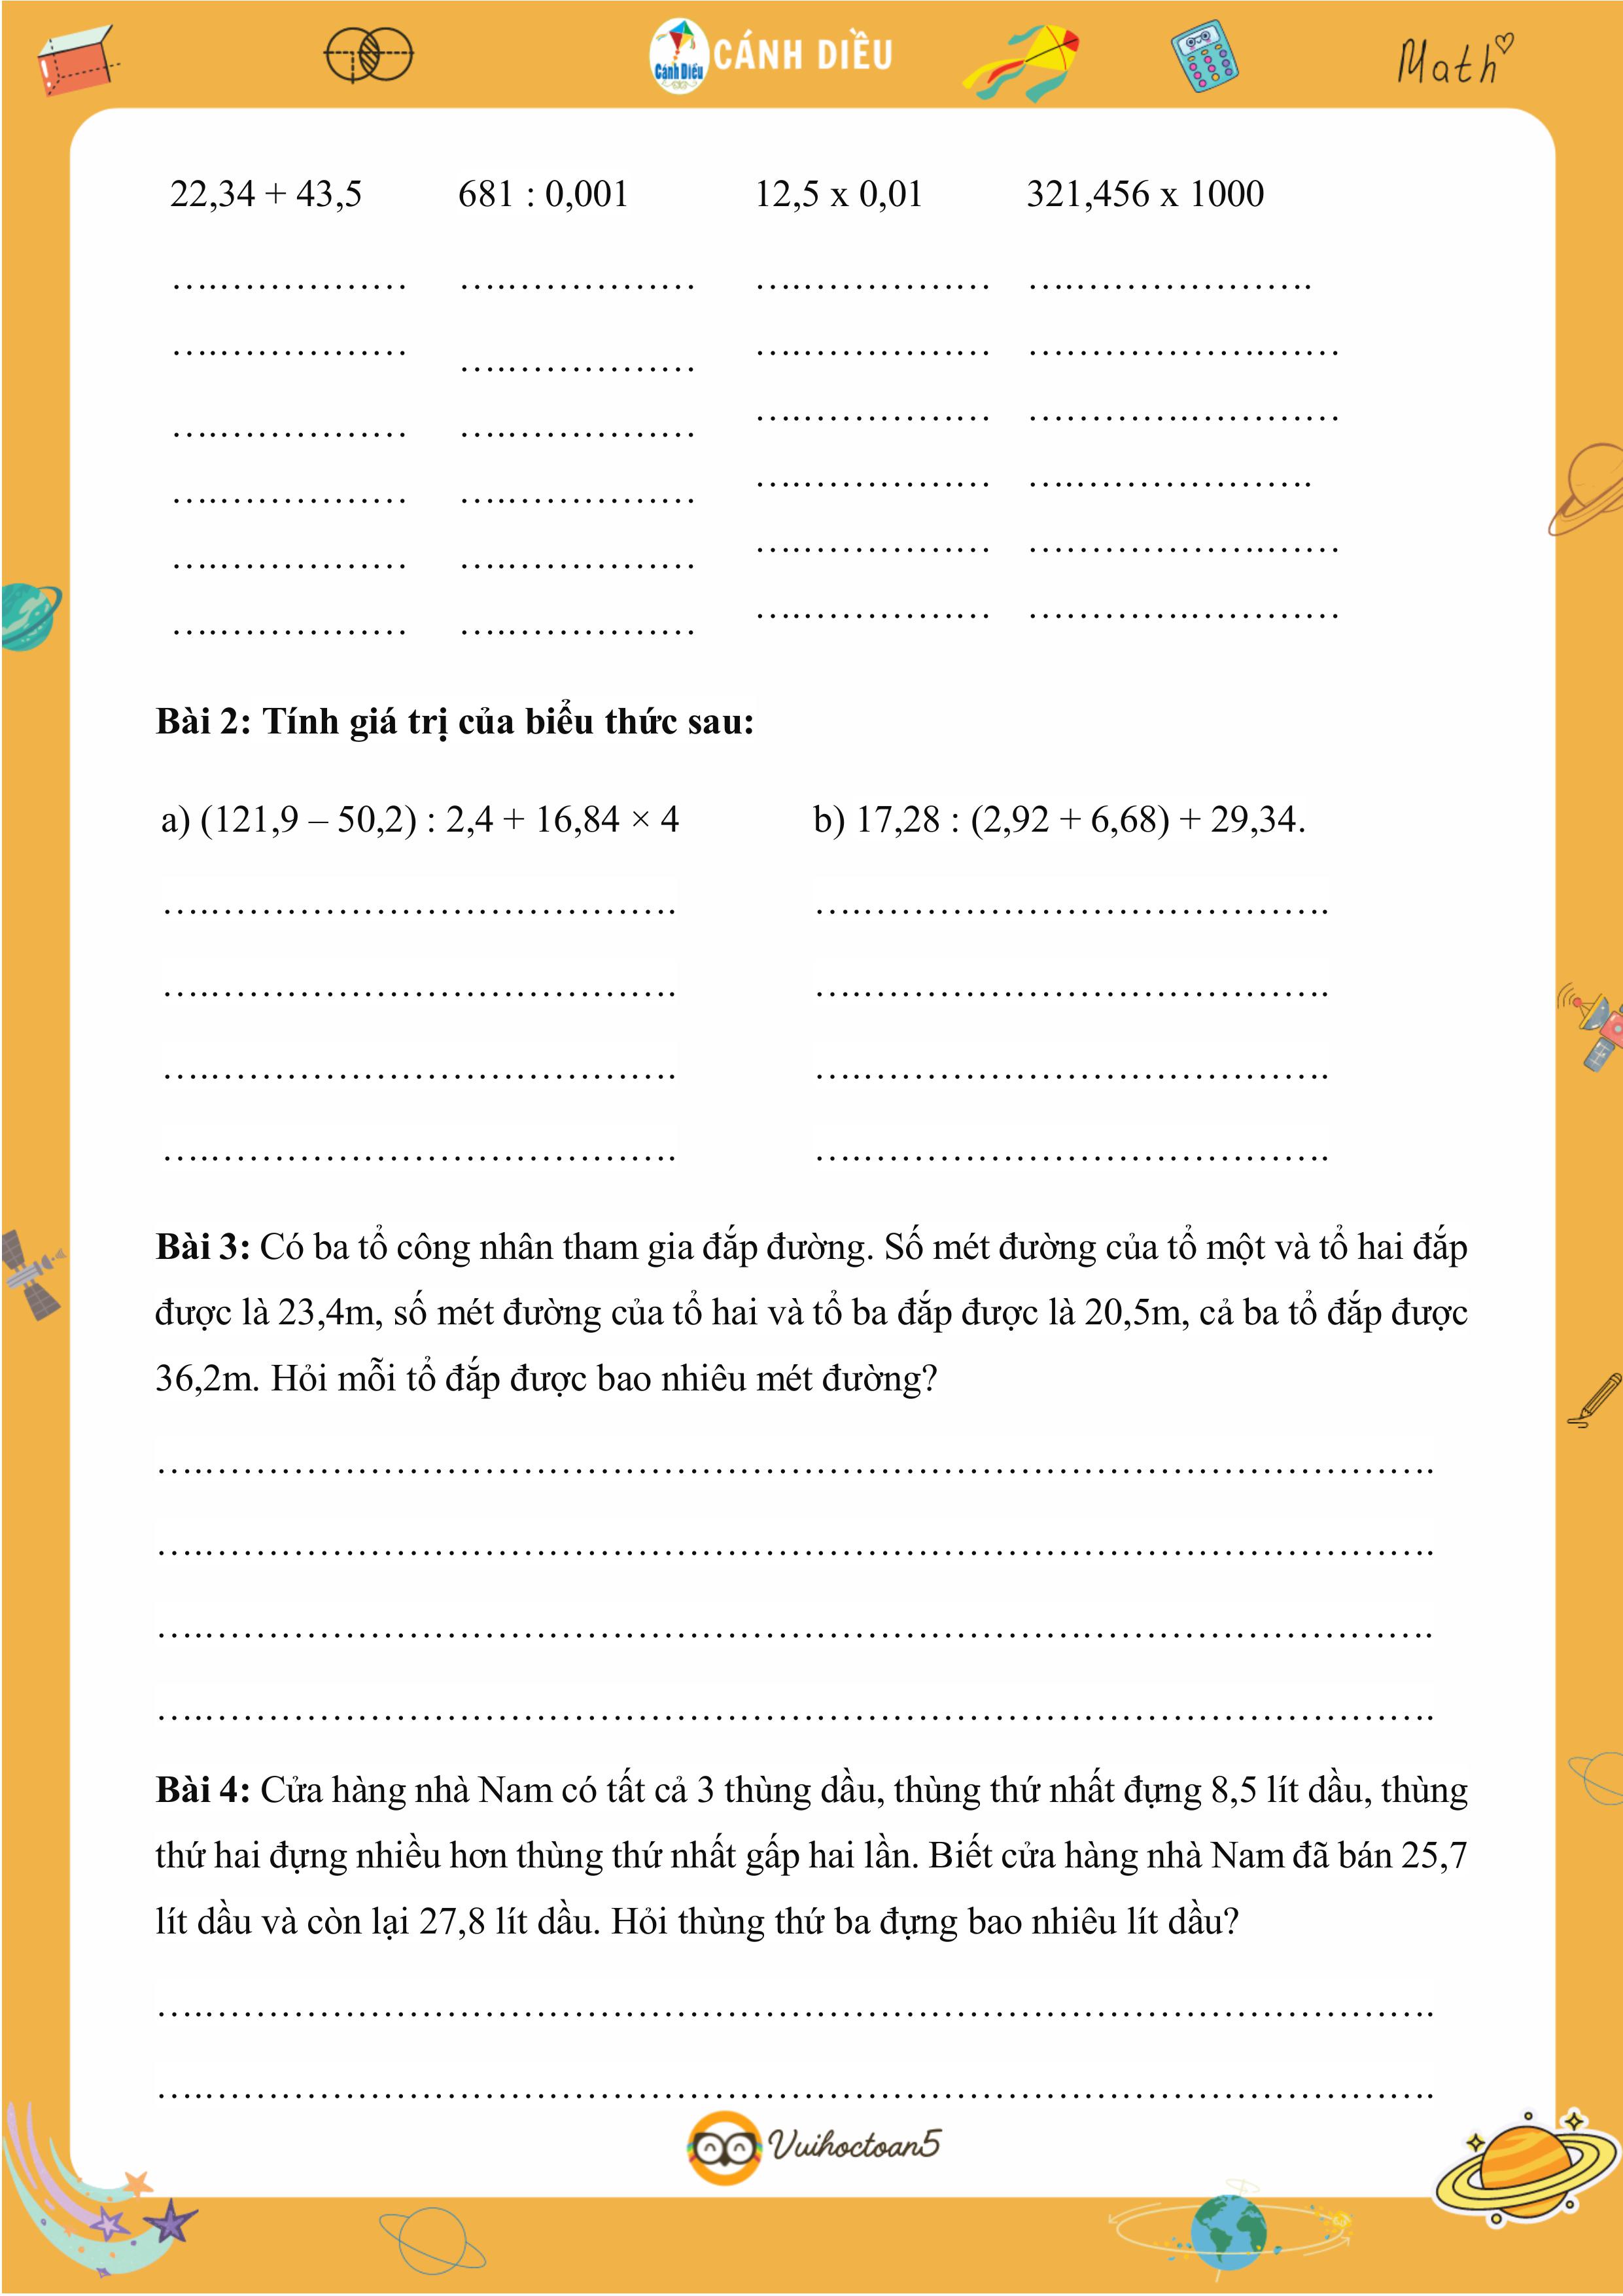 Cánh Diều CÁNH DIỀU Math
22,34 + 43,5 681 : 0,001 12,5 x 0,01 321,456 x 1000
Bài 2: Tính giá trị của biểu thức sau:
a) (121,9 – 50,2) : 2,4 + 16,84 × 4 b) 17,28 : (2,92 + 6,68) + 29,34.
Bài 3: Có ba tổ công nhân tham gia đắp đường. Số mét đường của tổ một và tổ hai đắp
được là 23,4m, số mét đường của tổ hai và tổ ba đắp được là 20,5m, cả ba tổ đắp được
36,2m. Hỏi mỗi tổ đắp được bao nhiêu mét đường?
Bài 4: Cửa hàng nhà Nam có tất cả 3 thùng dầu, thùng thứ nhất đựng 8,5 lít dầu, thùng
thứ hai đựng nhiều hơn thùng thứ nhất gấp hai lần. Biết cửa hàng nhà Nam đã bán 25,7
lít dầu và còn lại 27,8 lít dầu. Hỏi thùng thứ ba đựng bao nhiêu lít dầu?
Vuihoctoan5